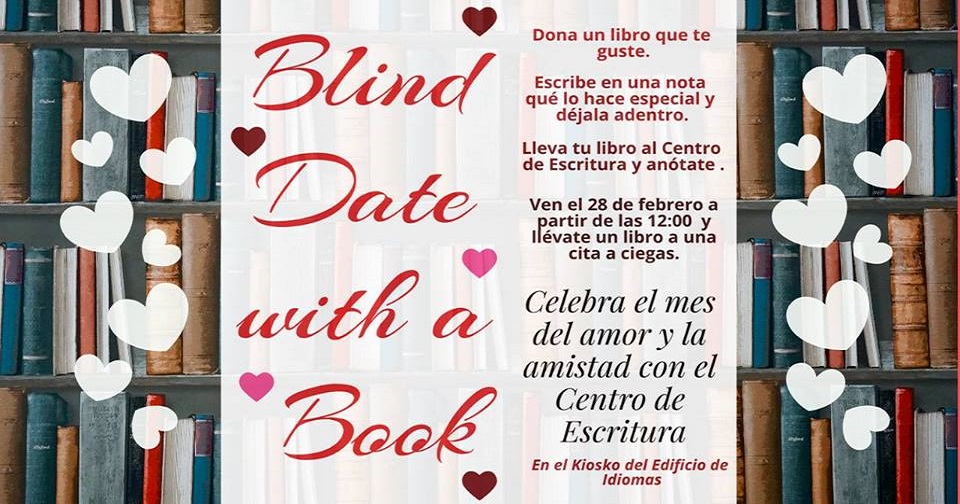 Blind
Date
with a
Book
Dona un libro que te
guste.
Escribe en una nota
qué lo hace especial y
déjala adentro.
Lleva tu libro al Centro
de Escritura y anótate .
Ven el 28 de febrero a
partir de las 12:00 y
llévate un libro a una
cita a ciegas.
Celebra el mes
del amor y la
amistad con el
Centro de
Escritura
En el Kiosko del Edificio de
Idiomas